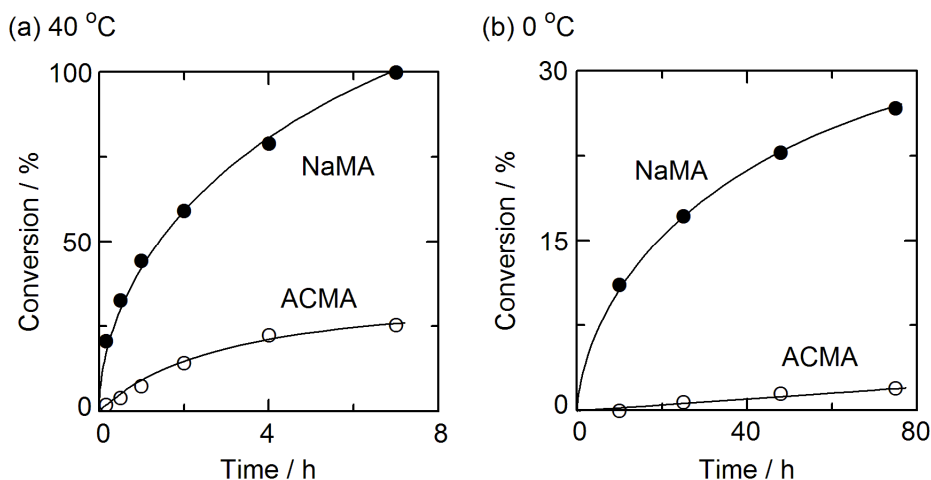 (a) 40 °C
Conversion / %
100
50
0
NaMA
ACMA
0 4 8
Time / h
(b) 0 °C
Conversion / %
30
15
0
NaMA
ACMA
0 40 80
Time / h